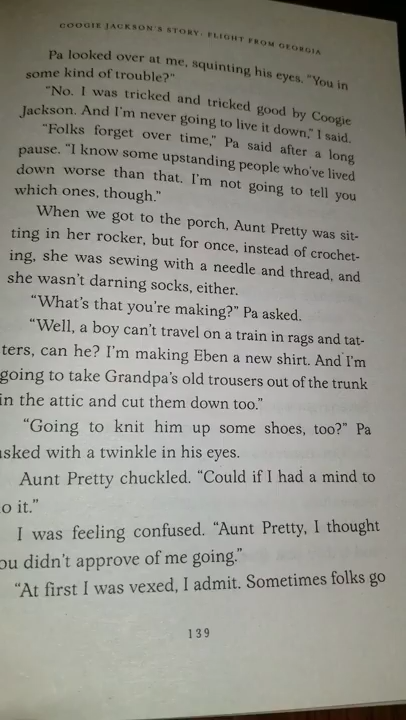 COOGIE JACKSON'S STORY: FLIGHT FROM GEORGIA
Pa looked over at me, squinting his eyes. "You in
some kind of trouble?"
"No. I was tricked and tricked good by Coogie
Jackson. And I'm never going to live it down," I said.
"Folks forget over time," Pa said after a long
pause. "I know some upstanding people who've lived
down worse than that. I'm not going to tell you
which ones, though."
When we got to the porch, Aunt Pretty was sit-
ting in her rocker, but for once, instead of crochet-
ing, she was sewing with a needle and thread, and
she wasn't darning socks, either.
"What's that you're making?" Pa asked.
"Well, a boy can't travel on a train in rags and tat-
ters, can he? I'm making Eben a new shirt. And I'm
going to take Grandpa's old trousers out of the trunk
in the attic and cut them down too."
"Going to knit him up some shoes, too?" Pa
asked with a twinkle in his eyes.
Aunt Pretty chuckled. "Could if I had a mind to
o it."
I was feeling confused. "Aunt Pretty, I thought
ou didn't approve of me going."
"At first I was vexed, I admit. Sometimes folks go
139